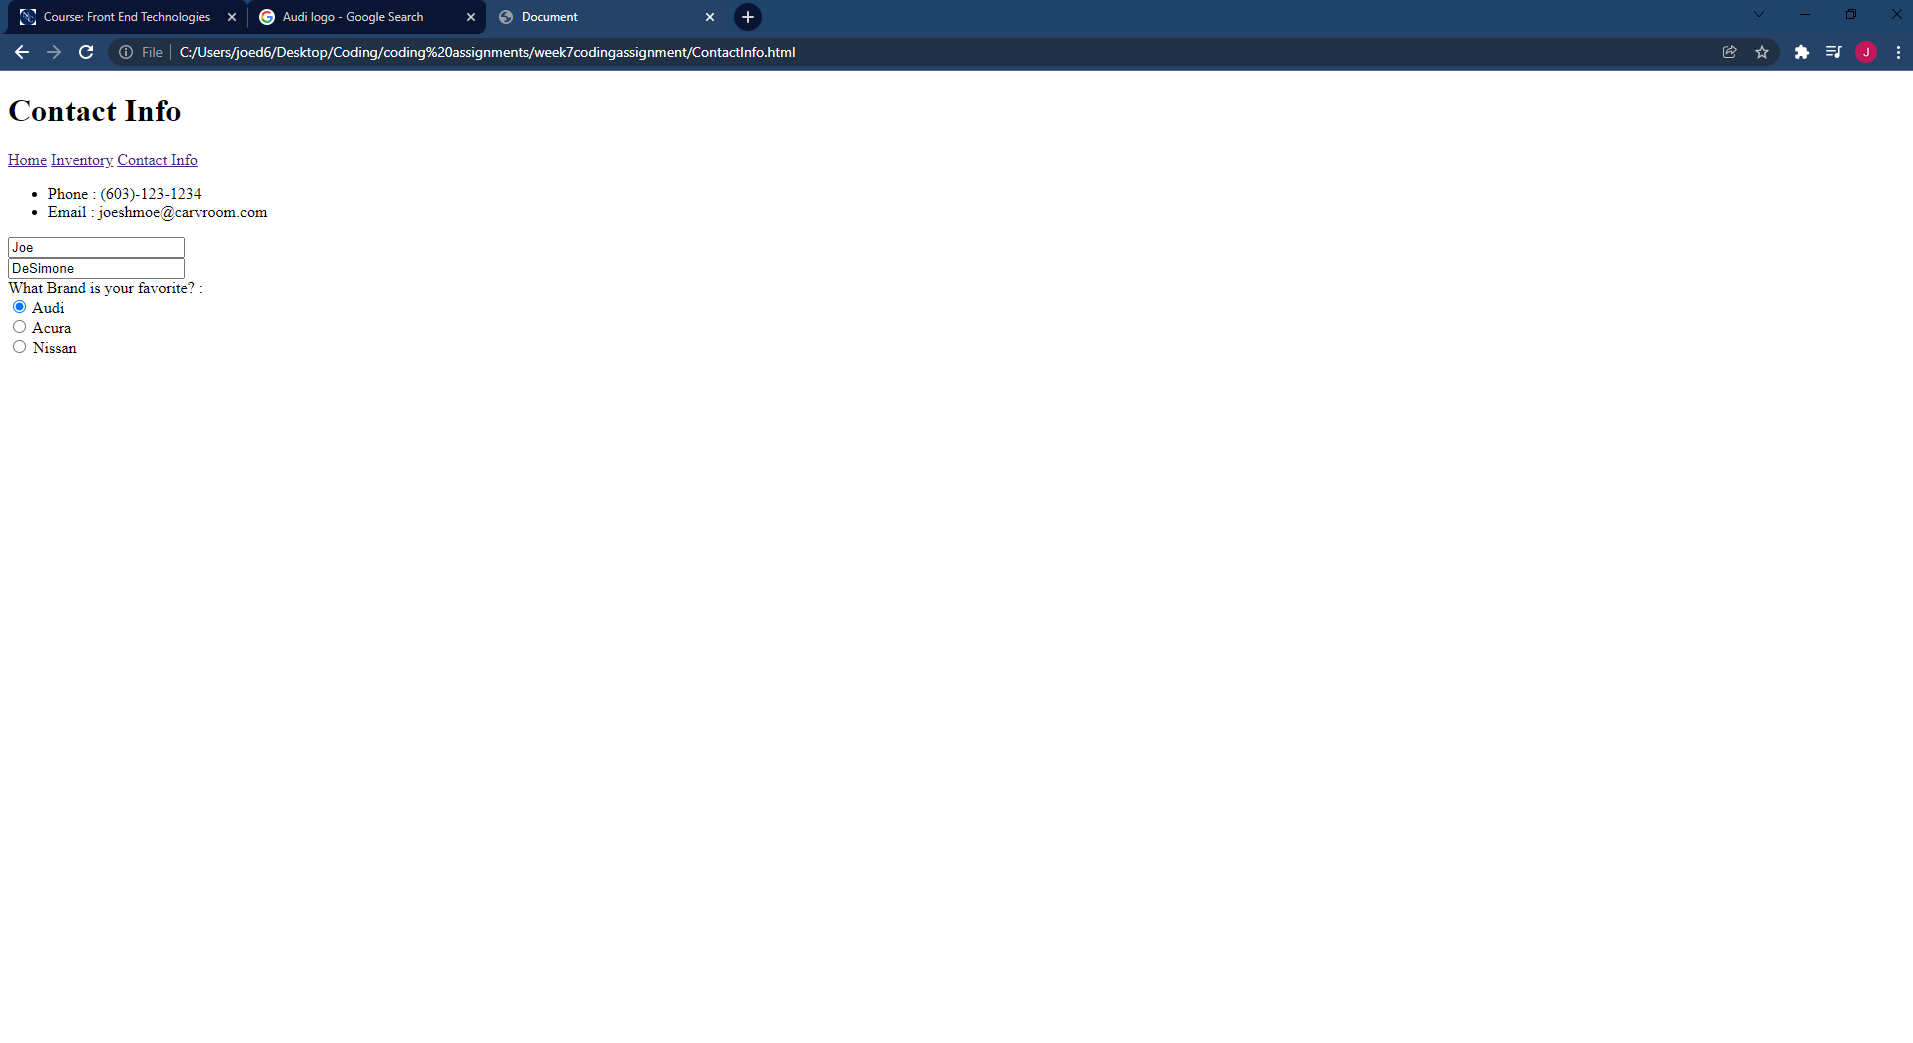 Course: Front End Technologies
Audi logo - Google Search
Document
File
C:/Users/joed6/Desktop/Coding/coding%20assignments/week7codingassignment/ContactInfo.html
J
Contact Info
Home Inventory Contact Info
Phone : (603)-123-1234
Email : joeshmoe@carvroom.com
Joe
DeSimone
What Brand is your favorite? :
Audi
Acura
Nissan